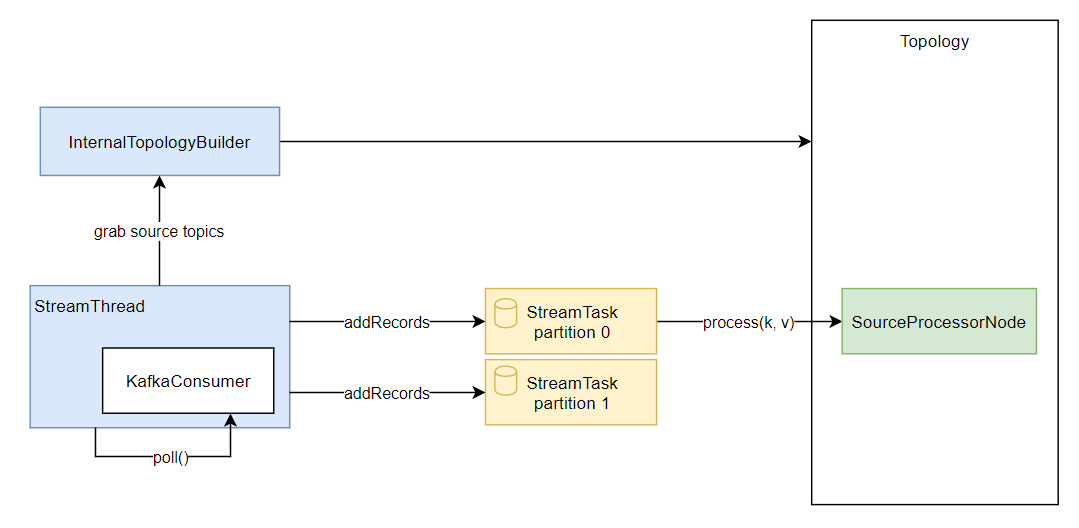 Topology
InternalTopologyBuilder
grab source topics
StreamThread
KafkaConsumer
poll()
addRecords
StreamTask
partition 0
process(k, v)
SourceProcessorNode
addRecords
StreamTask
partition 1